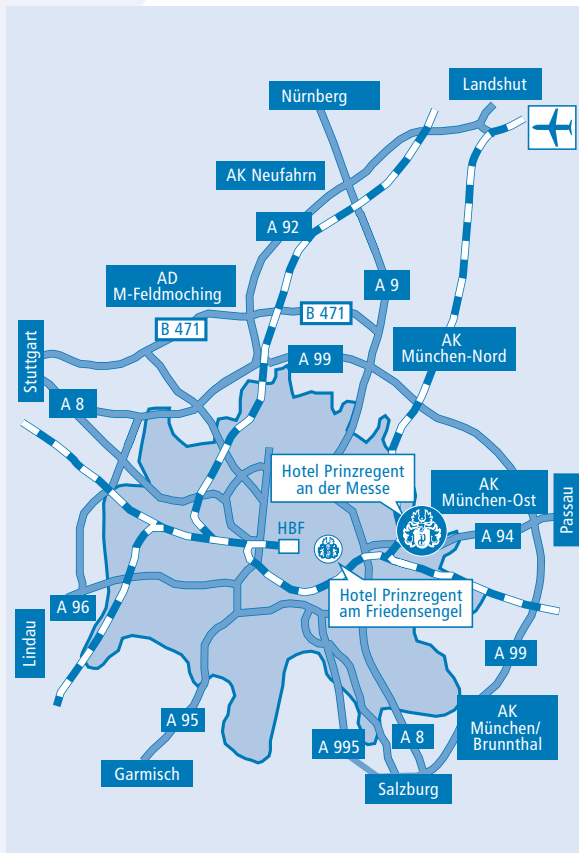 Landshut
Nürnberg
AK Neufahrn
A 92
AD
M-Feldmoching
A 9
B 471
B 471
AK
München-Nord
Stuttgart
A 99
A 8
Hotel Prinzregent
an der Messe
AK
München-Ost
Passau
HBF
A 94
Hotel Prinzregent
am Friedensengel
A 96
Lindau
A 99
A 95
AK
München/
Brunnthal
A 995
A 8
Garmisch
Salzburg